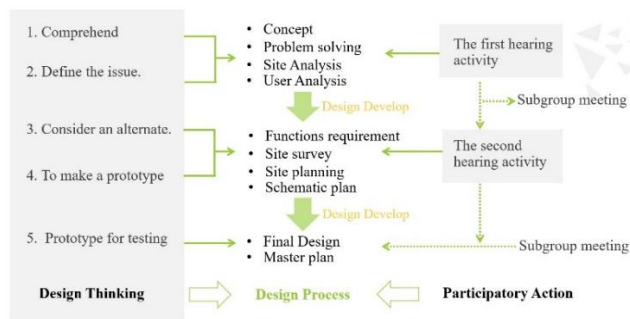 1. Comprehend
2. Define the issue.
3. Consider an alternate.
4. To make a prototype
5. Prototype for testing
Design Thinking
• Concept
• Problem solving
• Site Analysis
• User Analysis
Design Develop
• Functions requirement
• Site survey
• Site planning
• Schematic plan
Design Develop
• Final Design
• Master plan
Design Process
The first hearing
activity
Subgroup meeting
The second
hearing activity
Subgroup meeting
Participatory Action